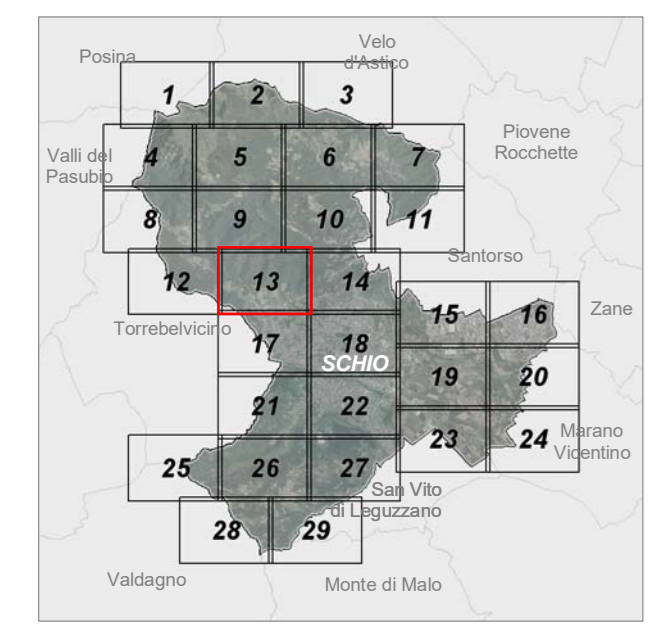 Velo
d'Astico
Posina
1
2
3
Piovene
Rocchette
Valli del
Pasubio
4
5
6
7
8
9
10
11
Santorso
12
13
14
15
16
Zane
Torrebelvicino
17
18
SCHIO
19
20
21
22
23
24
Marano
Vicentino
25
26
27
San Vito
di Leguzzano
28
29
Valdagno
Monte di Malo